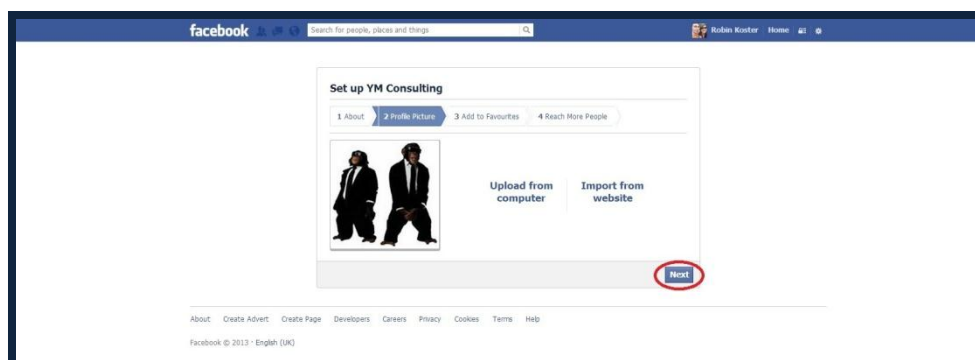 facebook
Search for people, places and things
Robin Koster Home
Set up YM Consulting
1 About 2 Profile Picture 3 Add to Favourites 4 Reach More People
Upload from
computer
Import from
website
Next
About Create Advert Create Page Developers Careers Privacy Cookies Terms Help
Facebook © 2013 · English (UK)